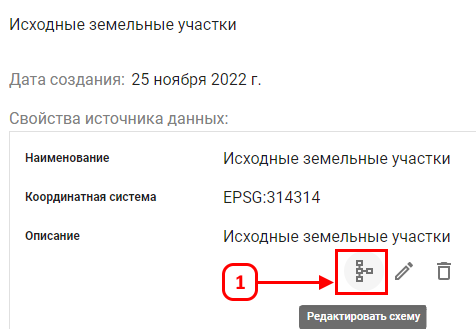 Исходные земельные участки
Дата создания: 25 ноября 2022 г.
Свойства источника данных:
Наименование Исходные земельные участки
Координатная система EPSG:314314
Описание Исходные земельные участки
1
Редактировать схему